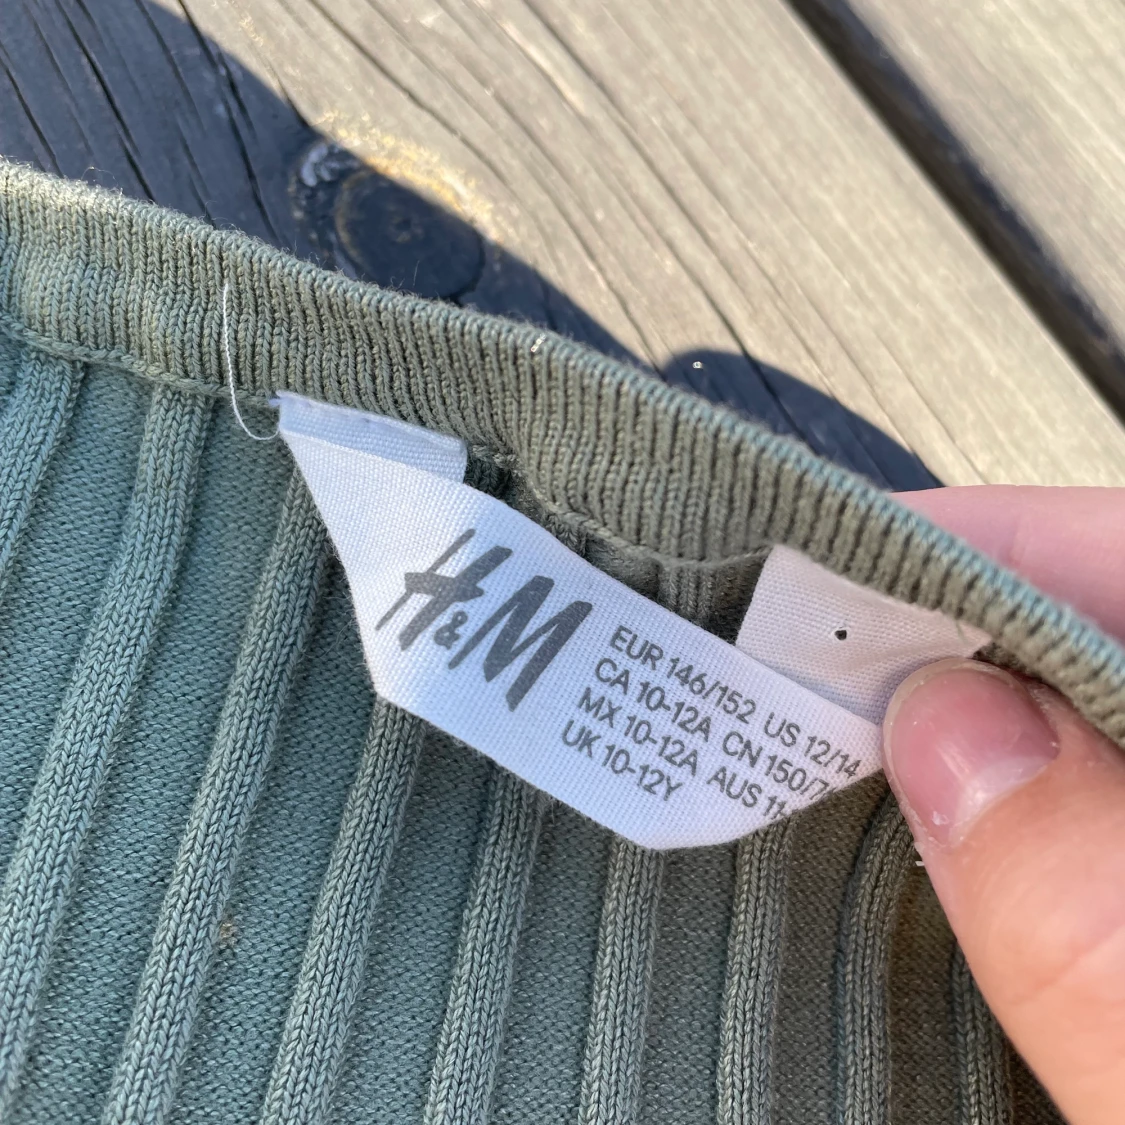 H&M
EUR 146/152 US 12/14
CA 10-12A CN 150/7
MX 10-12A AUS 11
UK 10-12Y